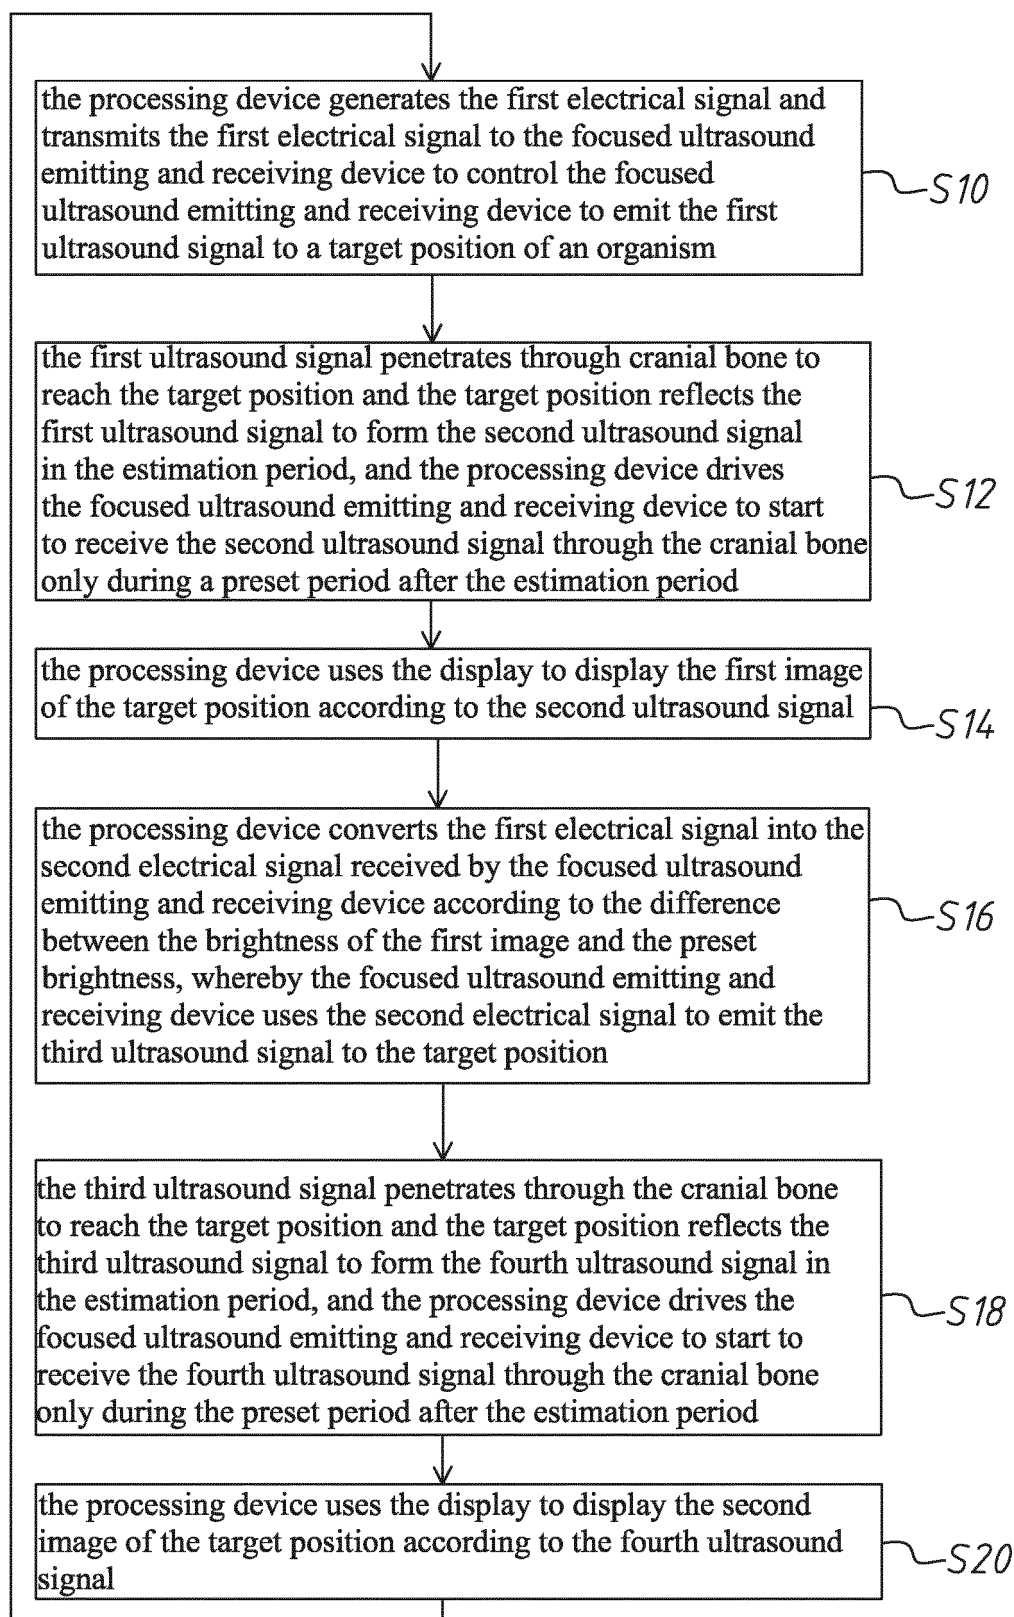 the processing device generates the first electrical signal and
transmits the first electrical signal to the focused ultrasound
emitting and receiving device to control the focused
ultrasound emitting and receiving device to emit the first
ultrasound signal to a target position of an organism
S10
the first ultrasound signal penetrates through cranial bone to
reach the target position and the target position reflects the
first ultrasound signal to form the second ultrasound signal
in the estimation period, and the processing device drives
the focused ultrasound emitting and receiving device to start
to receive the second ultrasound signal through the cranial bone
only during a preset period after the estimation period
S12
the processing device uses the display to display the first image
of the target position according to the second ultrasound signal
S14
the processing device converts the first electrical signal into the
second electrical signal received by the focused ultrasound
emitting and receiving device according to the difference
between the brightness of the first image and the preset
brightness, whereby the focused ultrasound emitting and
receiving device uses the second electrical signal to emit the
third ultrasound signal to the target position
S16
the third ultrasound signal penetrates through the cranial bone
to reach the target position and the target position reflects the
third ultrasound signal to form the fourth ultrasound signal in
the estimation period, and the processing device drives the
focused ultrasound emitting and receiving device to start to
receive the fourth ultrasound signal through the cranial bone
only during the preset period after the estimation period
S18
the processing device uses the display to display the second
image of the target position according to the fourth ultrasound
signal
S20